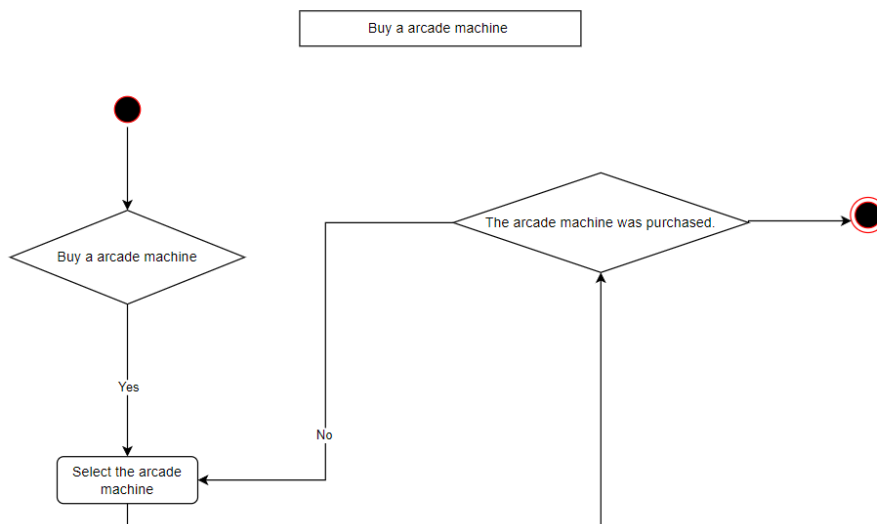 Buy a arcade machine
The arcade machine was purchased.
Buy a arcade machine
Yes
No
Select the arcade
machine